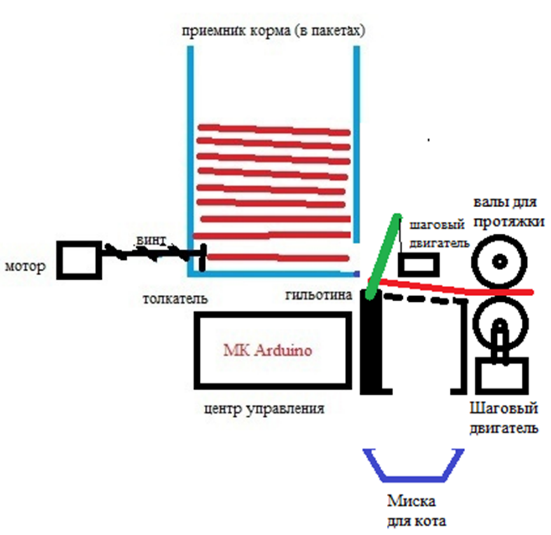 приемник корма (в пакетах)
валы для
протяжки
шаговый
двигатель
винт
мотор
толкатель
гильотина
МК Arduino
центр управления
Шаговый
двигатель
Миска
для кота